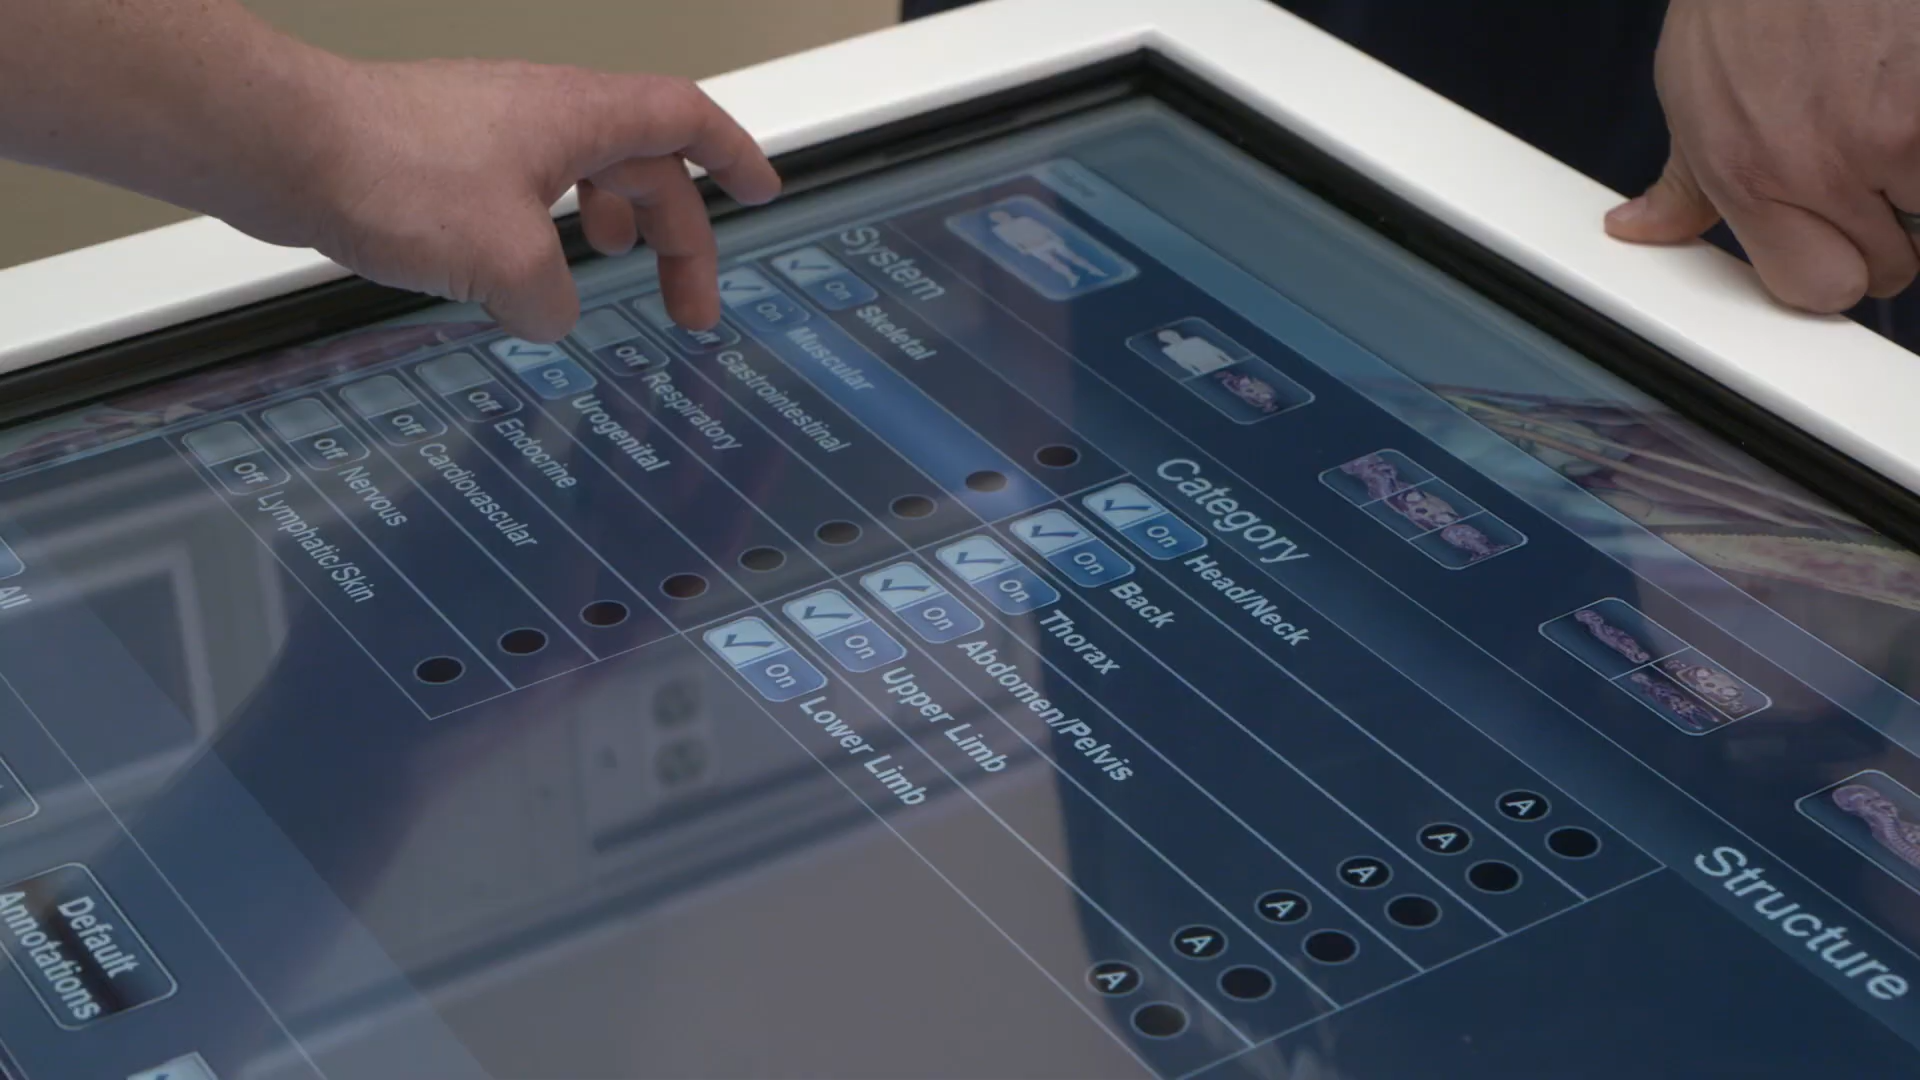 System
On Skeletal
On Muscular
Off Gastrointestinal
Off Respiratory
On Urogenital
Off Endocrine
Off Cardiovascular
Off Nervous
Off Lymphatic/Skin
Category
On Head/Neck A
On Back A
On Thorax A
On Abdomen/Pelvis A
On Upper Limb A
On Lower Limb A
Structure
All
Default
Annotations